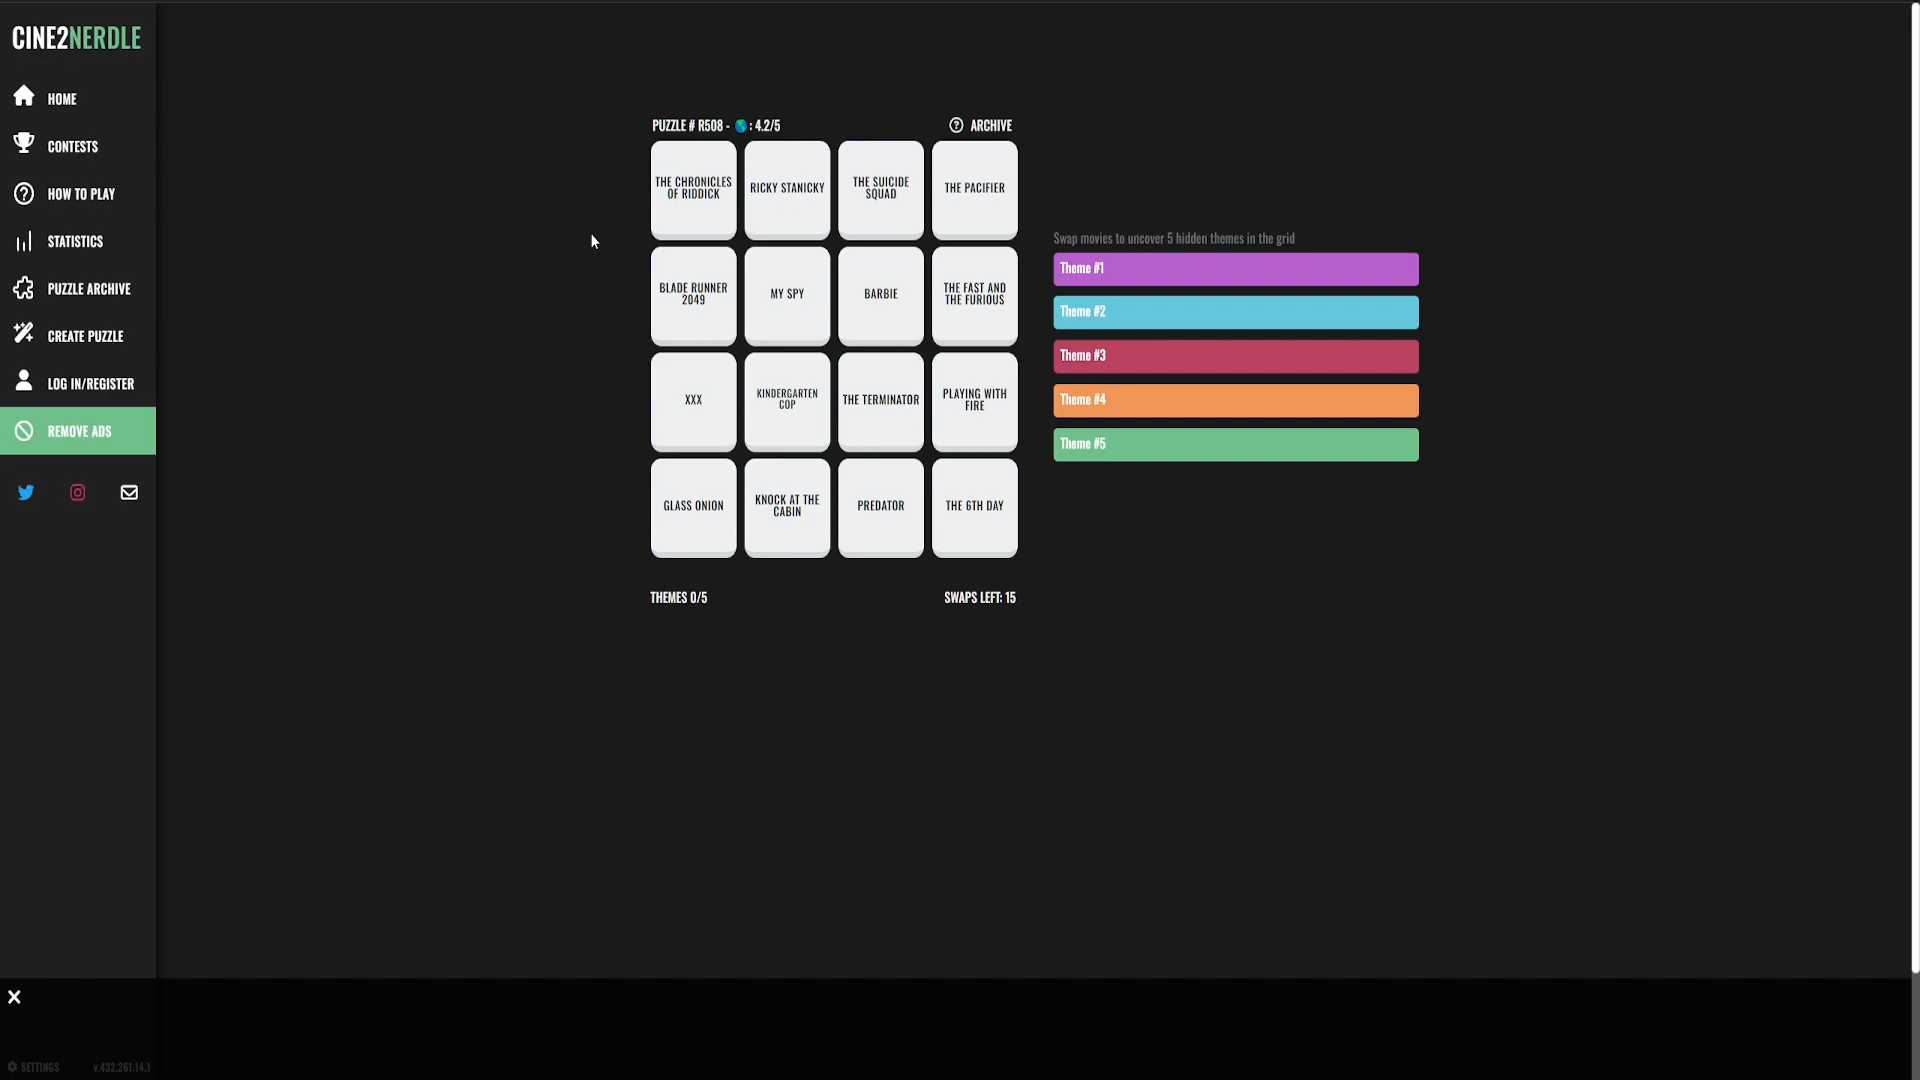 CINE2NERDLE
HOME
CONTESTS
HOW TO PLAY
STATISTICS
PUZZLE ARCHIVE
CREATE PUZZLE
LOG IN/REGISTER
REMOVE ADS
PUZZLE # R508 - 🌎 : 4.2/5
ARCHIVE
THE CHRONICLES
OF RIDDICK
RICKY STANICKY
THE SUICIDE
SQUAD
THE PACIFIER
BLADE RUNNER
2049
MY SPY
BARBIE
THE FAST AND
THE FURIOUS
XXX
KINDERGARTEN
COP
THE TERMINATOR
PLAYING WITH
FIRE
GLASS ONION
KNOCK AT THE
CABIN
PREDATOR
THE 6TH DAY
THEMES 0/5
SWAPS LEFT: 15
Swap movies to uncover 5 hidden themes in the grid
Theme #1
Theme #2
Theme #3
Theme #4
Theme #5
SETTINGS
v.432.261.14.1